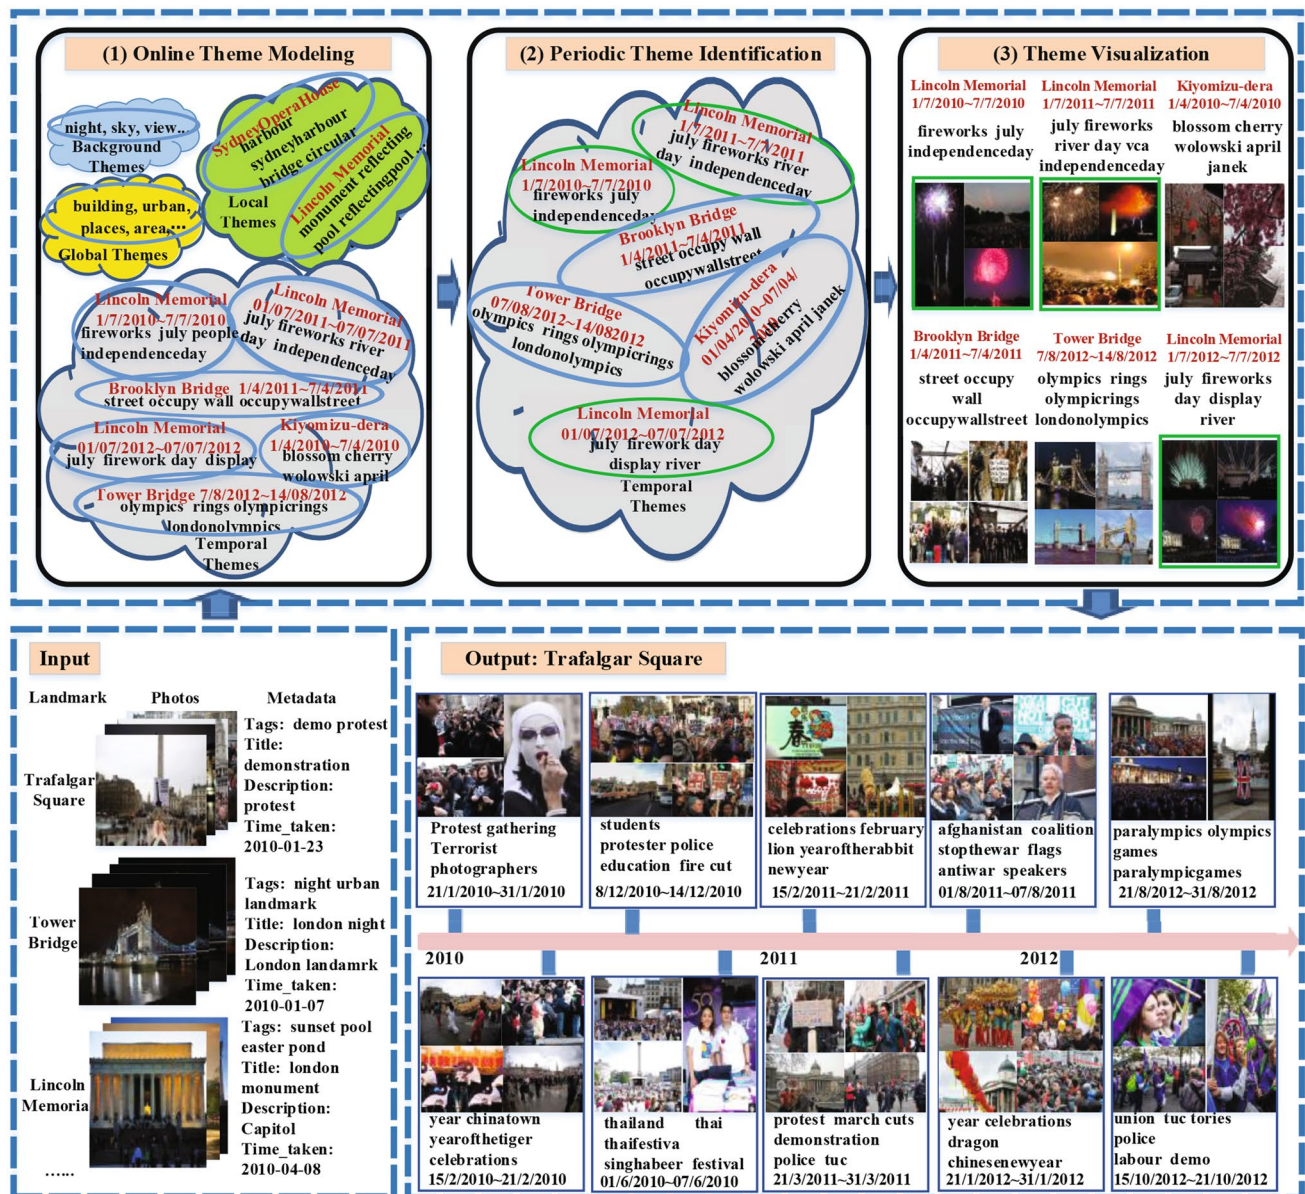 (1) Online Theme Modeling
night, sky, view...
Background
Themes
building, urban,
places, area,...
Global Themes
SydneyOperaHouse
harbour
sydneyharbour
bridge circular
Local
Themes
Lincoln Memorial
monument reflecting
pool reflectingpool ...
Lincoln Memorial
1/7/2010~7/7/2010
fireworks july people
independenceday
Lincoln Memorial
01/07/2011~07/07/2011
july fireworks river
day independenceday
Brooklyn Bridge 1/4/2011~7/4/2011
street occupy wall occupywallstreet
Lincoln Memorial
01/07/2012~07/07/2012
july firework day display
Kiyomizu-dera
1/4/2010~7/4/2010
blossom cherry
wolowski april
Tower Bridge 7/8/2012~14/08/2012
olympics rings olympicrings
londonolympics
Temporal
Themes
(2) Periodic Theme Identification
Lincoln Memorial
1/7/2011~7/7/2011
july fireworks river
day independenceday
Lincoln Memorial
1/7/2010~7/7/2010
fireworks july
independenceday
Brooklyn Bridge
1/4/2011~7/4/2011
street occupy wall
occupywallstreet
Tower Bridge
07/08/2012~14/082012
olympics rings olympicrings
londonolympics
Kiyomizu-dera
01/04/2010~07/04/
2010
blossom cherry
wolowski april janek
Lincoln Memorial
01/07/2012~07/07/2012
july firework day
display river
Temporal
Themes
(3) Theme Visualization
Lincoln Memorial
1/7/2010~7/7/2010
fireworks july
independenceday
Lincoln Memorial
1/7/2011~7/7/2011
july fireworks
river day vca
independenceday
Kiyomizu-dera
1/4/2010~7/4/2010
blossom cherry
wolowski april
janek
Brooklyn Bridge
1/4/2011~7/4/2011
street occupy
wall
occupywallstreet
Tower Bridge
7/8/2012~14/8/2012
olympics rings
olympicrings
londonolympics
Lincoln Memorial
1/7/2012~7/7/2012
july fireworks
day display
river
Input
Landmark Photos Metadata
Trafalgar
Square
Tags: demo protest
Title:
demonstration
Description:
protest
Time_taken:
2010-01-23
Tower
Bridge
Tags: night urban
landmark
Title: london night
Description:
London landamrk
Time_taken:
2010-01-07
Lincoln
Memoria
Tags: sunset pool
easter pond
Title: london
monument
Description:
Capitol
Time_taken:
2010-04-08
......
Output: Trafalgar Square
Protest gathering
Terrorist
photographers
21/1/2010~31/1/2010
students
protester police
education fire cut
8/12/2010~14/12/2010
春
celebrations february
lion yearoftherabbit
newyear
15/2/2011~21/2/2011
afghanistan coalition
stopthewar flags
antiwar speakers
01/8/2011~07/8/2011
paralympics olympics
games
paralympicgames
21/8/2012~31/8/2012
2010
2011
2012
year chinatown
yearofthetiger
celebrations
15/2/2010~21/2/2010
50
thailand thai
thaifestiva
singhabeer festival
01/6/2010~07/6/2010
protest march cuts
demonstration
police tuc
21/3/2011~31/3/2011
year celebrations
dragon
chinesenewyear
21/1/2012~31/1/2012
union tuc tories
police
labour demo
15/10/2012~21/10/2012